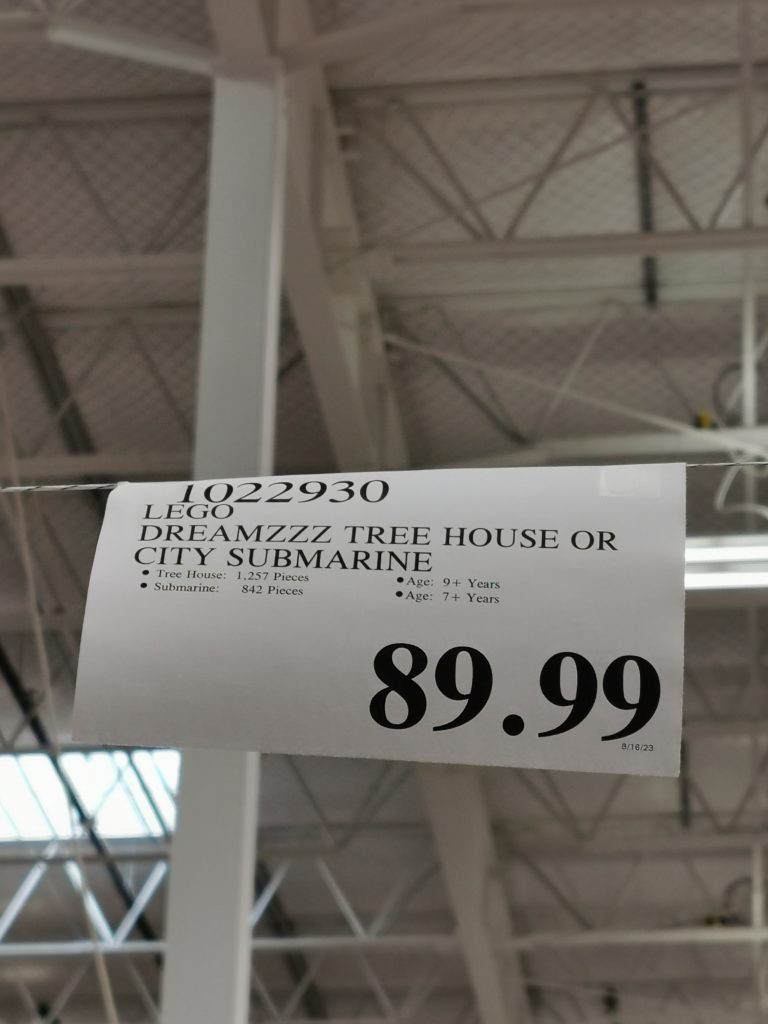 1022930
LEGO
DREAMZZZ TREE HOUSE OR
CITY SUBMARINE
• Tree House: 1,257 Pieces • Age: 9+ Years
• Submarine: 842 Pieces • Age: 7+ Years
89.99
8/16/23